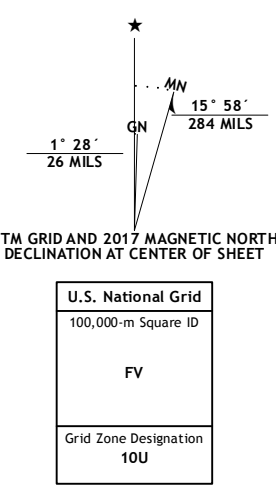 ★
MN
GN
15° 58´
284 MILS
1° 28´
26 MILS
TM GRID AND 2017 MAGNETIC NORTH
DECLINATION AT CENTER OF SHEET
U.S. National Grid
100,000-m Square ID
FV
Grid Zone Designation
10U